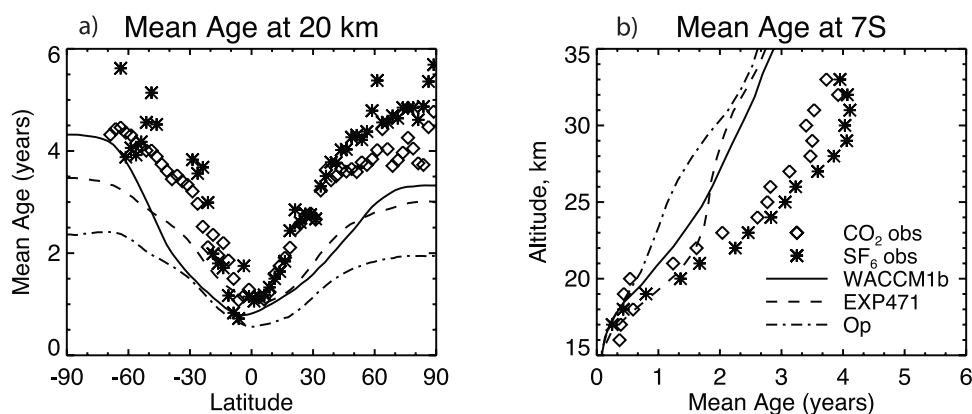 a) Mean Age at 20 km
6
4
2
0
Mean Age (years)
-90 -60 -30 0 30 60 90
Latitude
b) Mean Age at 7S
35
30
25
20
15
Altitude, km
CO2 obs
SF6 obs
WACCM1b
EXP471
Op
0 1 2 3 4 5 6
Mean Age (years)